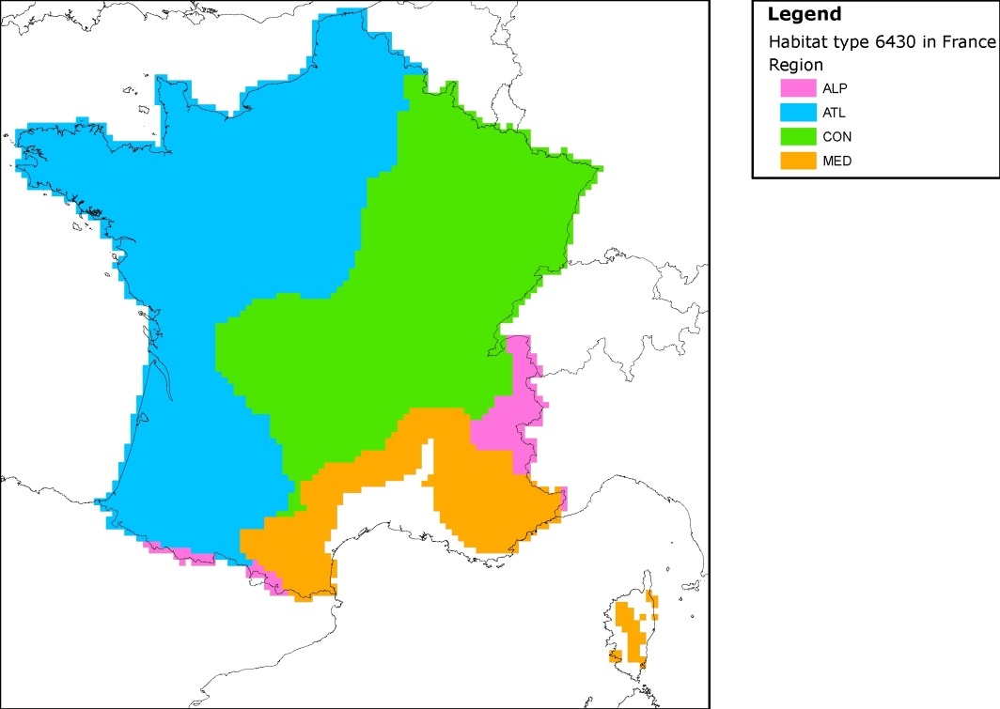 Legend
Habitat type 6430 in France
Region
ALP
ATL
CON
MED